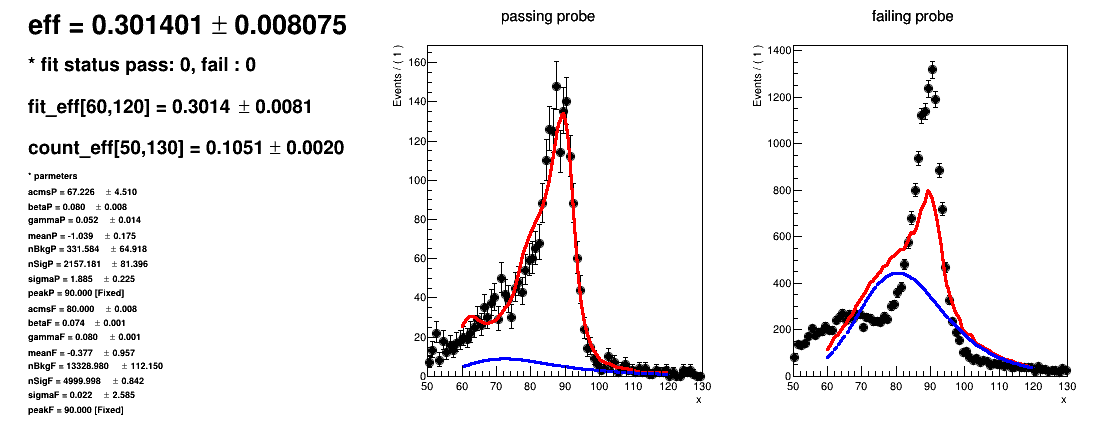 eff = 0.301401 ± 0.008075
* fit status pass: 0, fail : 0
fit_eff[60,120] = 0.3014 ± 0.0081
count_eff[50,130] = 0.1051 ± 0.0020
* parmeters
acmsP = 67.226 ± 4.510
betaP = 0.080 ± 0.008
gammaP = 0.052 ± 0.014
meanP = -1.039 ± 0.175
nBkgP = 331.584 ± 64.918
nSigP = 2157.181 ± 81.396
sigmaP = 1.885 ± 0.225
peakP = 90.000 [Fixed]
acmsF = 80.000 ± 0.008
betaF = 0.074 ± 0.001
gammaF = 0.080 ± 0.001
meanF = -0.377 ± 0.957
nBkgF = 13328.980 ± 112.150
nSigF = 4999.998 ± 0.842
sigmaF = 0.022 ± 2.585
peakF = 90.000 [Fixed]
passing probe
Events / ( 1 )
160
140
120
100
80
60
40
20
0
50 60 70 80 90 100 110 120 130
x
failing probe
Events / ( 1 )
1400
1200
1000
800
600
400
200
0
50 60 70 80 90 100 110 120 130
x